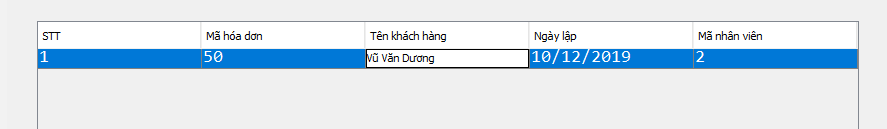 STT Mã hóa dơn Tên khách hàng Ngày lập Mã nhân viên
1 50 Vũ Văn Dương 10/12/2019 2